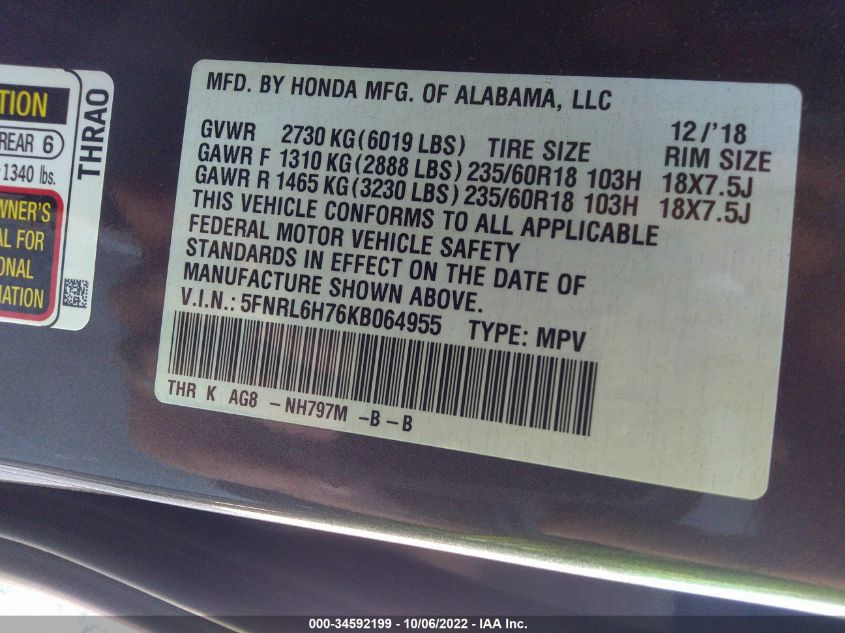 TION
REAR 6
1340 lbs.
WNER'S
AL FOR
ONAL
MATION
THRAO
MFD. BY HONDA MFG. OF ALABAMA, LLC
12/'18
GVWR 2730 KG(6019 LBS) TIRE SIZE RIM SIZE
GAWR F 1310 KG(2888 LBS) 235/60R18 103H 18X7.5J
GAWR R 1465 KG(3230 LBS) 235/60R18 103H 18X7.5J
THIS VEHICLE CONFORMS TO ALL APPLICABLE
FEDERAL MOTOR VEHICLE SAFETY
STANDARDS IN EFFECT ON THE DATE OF
MANUFACTURE SHOWN ABOVE.
V.I.N.: 5FNRL6H76KB064955 TYPE: MPV
THR K AG8 -NH797M -B-B
000-34592199 - 10/06/2022 - IAA Inc.